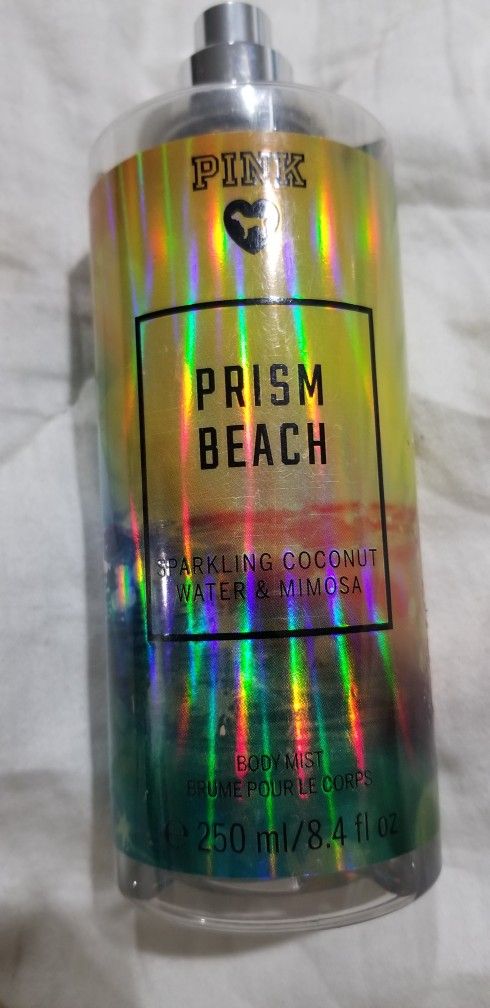 PINK
PRISM
BEACH
SPARKLING COCONUT
WATER & MIMOSA
BODY MIST
BRUME POUR LE CORPS
℮ 250 ml/8.4 fl oz